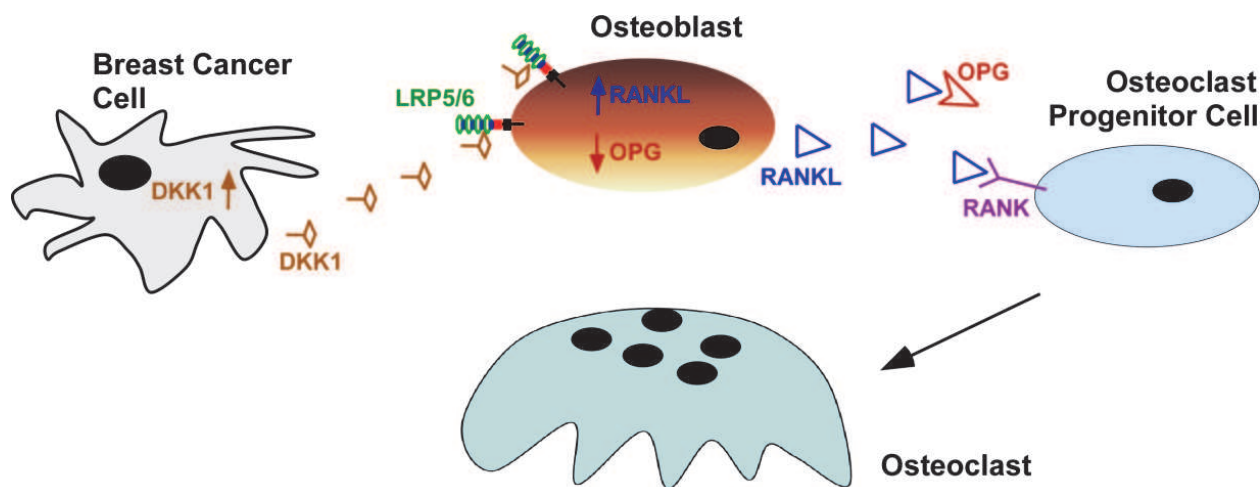 Breast Cancer
Cell
DKK1
DKK1
LRP5/6
Osteoblast
RANKL
OPG
RANKL
OPG
RANK
Osteoclast
Progenitor Cell
Osteoclast